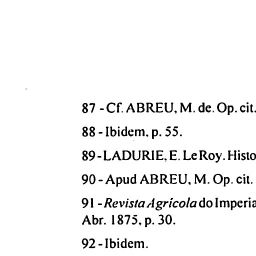 87 - Cf. ABREU, M. de. Op. cit.
88 - Ibidem, p. 55.
89 - LADURIE, E. Le Roy. Histo
90 - Apud ABREU, M. Op. cit.
91 - Revista Agrícola do Imperia
Abr. 1875, p. 30.
92 - Ibidem.